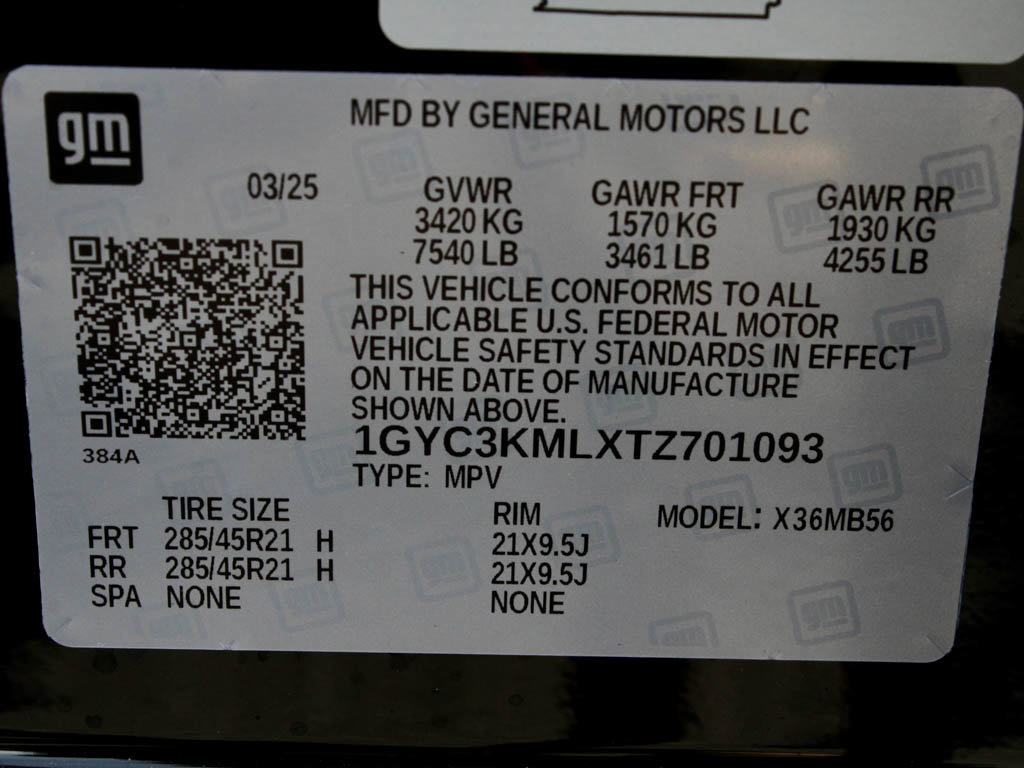 gm
MFD BY GENERAL MOTORS LLC
03/25 GVWR GAWR FRT GAWR RR
3420 KG 1570 KG 1930 KG
7540 LB 3461 LB 4255 LB
THIS VEHICLE CONFORMS TO ALL
APPLICABLE U.S. FEDERAL MOTOR
VEHICLE SAFETY STANDARDS IN EFFECT
ON THE DATE OF MANUFACTURE
SHOWN ABOVE.
384A
1GYC3KMLXTZ701093
TYPE: MPV
TIRE SIZE RIM MODEL: X36MB56
FRT 285/45R21 H 21X9.5J
RR 285/45R21 H 21X9.5J
SPA NONE NONE